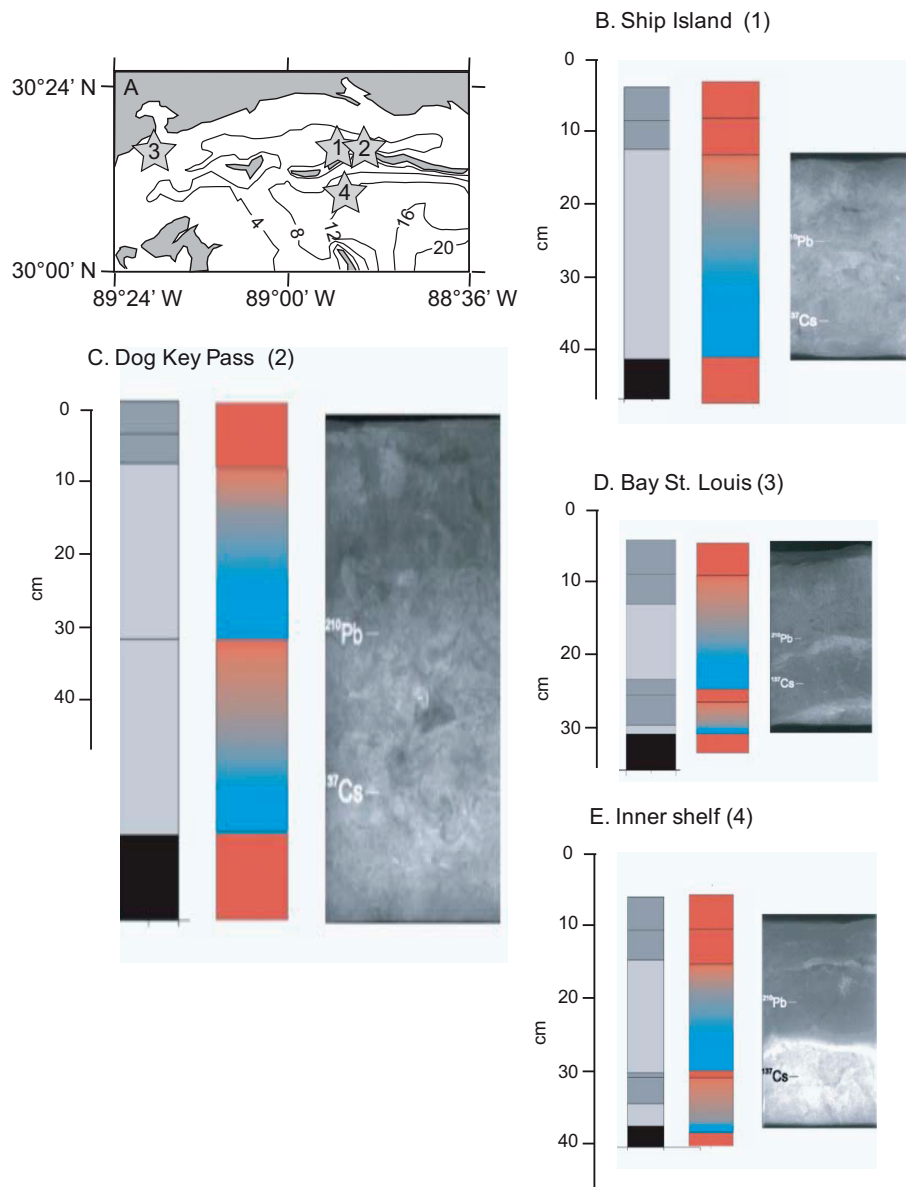 A
30°24’ N
30°00’ N
89°24’ W
89°00’ W
88°36’ W
3
1
2
4
4
8
12
16
20
B. Ship Island (1)
0
10
20
30
40
cm
²¹⁰Pb
¹³⁷Cs
C. Dog Key Pass (2)
0
10
20
30
40
cm
²¹⁰Pb
¹³⁷Cs
D. Bay St. Louis (3)
0
10
20
30
cm
²¹⁰Pb
¹³⁷Cs
E. Inner shelf (4)
0
10
20
30
40
cm
²¹⁰Pb
¹³⁷Cs